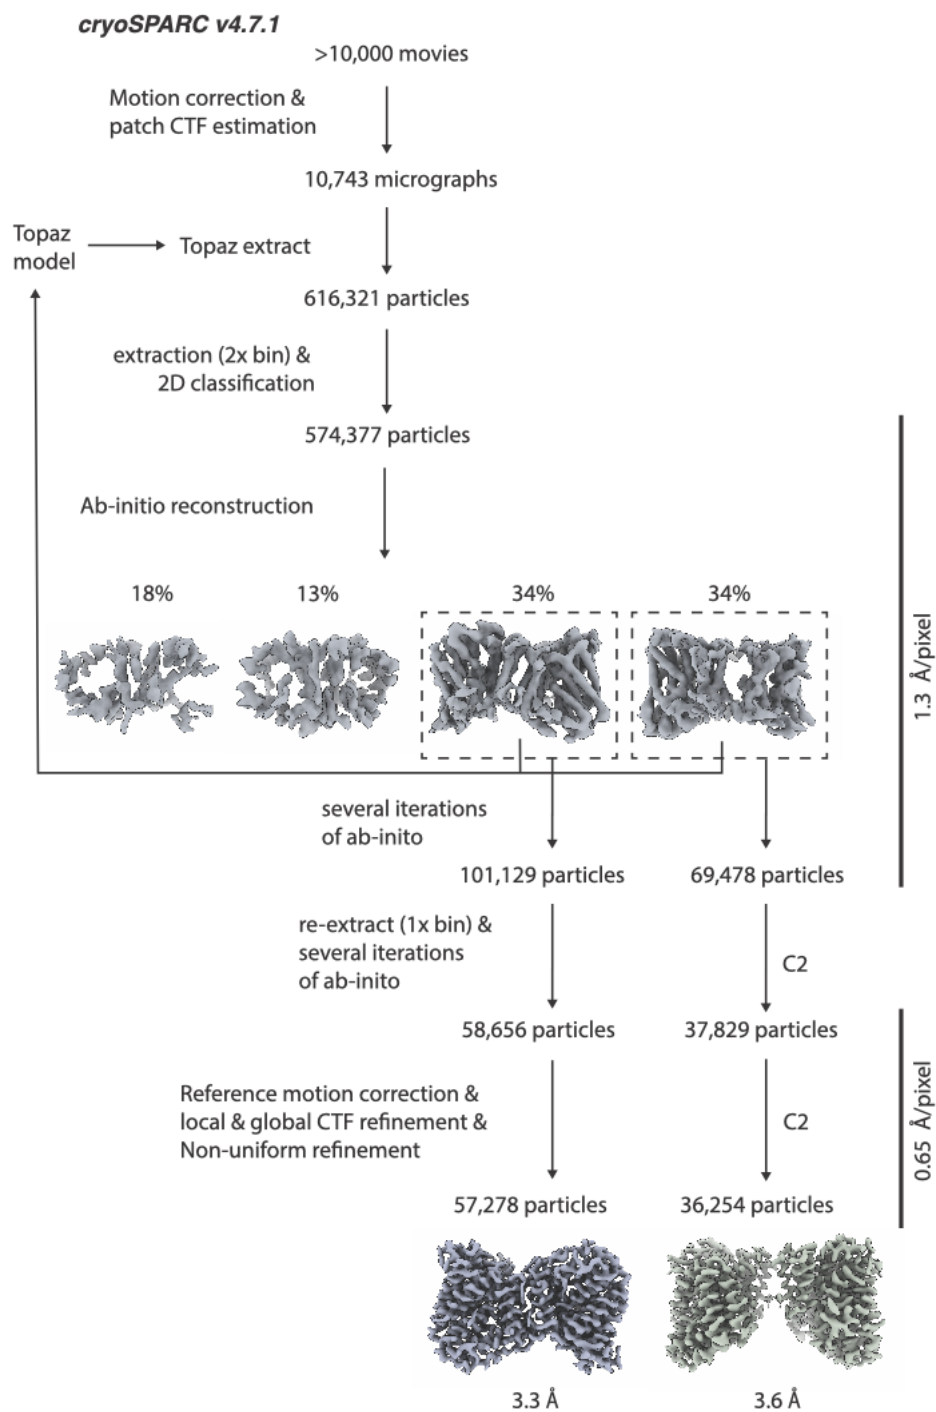 cryoSPARC v4.7.1
>10,000 movies
Motion correction &
patch CTF estimation
10,743 micrographs
Topaz
model
Topaz extract
616,321 particles
extraction (2x bin) &
2D classification
574,377 particles
Ab-initio reconstruction
18%
13%
34%
34%
1.3 Å/pixel
several iterations
of ab-inito
101,129 particles
69,478 particles
re-extract (1x bin) &
several iterations
of ab-inito
C2
58,656 particles
37,829 particles
Reference motion correction &
local & global CTF refinement &
Non-uniform refinement
C2
0.65 Å/pixel
57,278 particles
36,254 particles
3.3 Å
3.6 Å